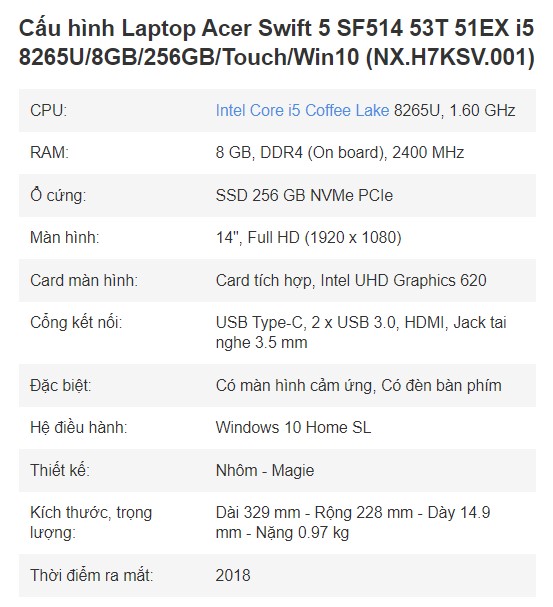 Cấu hình Laptop Acer Swift 5 SF514 53T 51EX i5
8265U/8GB/256GB/Touch/Win10 (NX.H7KSV.001)
CPU: Intel Core i5 Coffee Lake 8265U, 1.60 GHz
RAM: 8 GB, DDR4 (On board), 2400 MHz
Ổ cứng: SSD 256 GB NVMe PCIe
Màn hình: 14", Full HD (1920 x 1080)
Card màn hình: Card tích hợp, Intel UHD Graphics 620
Cổng kết nối: USB Type-C, 2 x USB 3.0, HDMI, Jack tai
nghe 3.5 mm
Đặc biệt: Có màn hình cảm ứng, Có đèn bàn phím
Hệ điều hành: Windows 10 Home SL
Thiết kế: Nhôm - Magie
Kích thước, trọng Dài 329 mm - Rộng 228 mm - Dày 14.9
lượng: mm - Nặng 0.97 kg
Thời điểm ra mắt: 2018